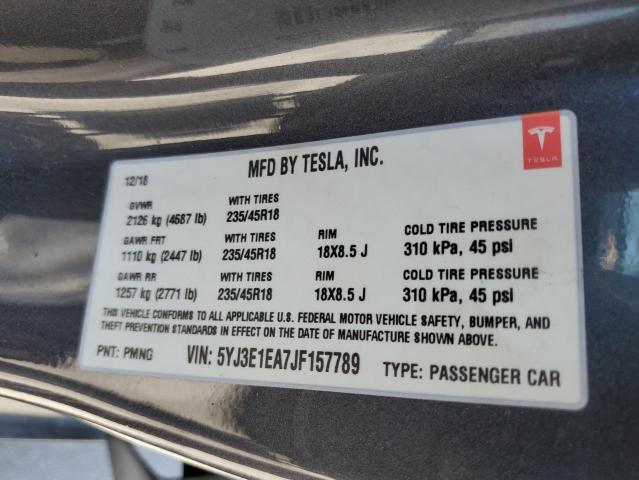 MFD BY TESLA, INC.
TESLA
12/18
GVWR WITH TIRES
2126 kg (4687 lb) 235/45R18
GAWR FRT WITH TIRES RIM COLD TIRE PRESSURE
1110 kg (2447 lb) 235/45R18 18X8.5 J 310 kPa, 45 psi
GAWR RR WITH TIRES RIM COLD TIRE PRESSURE
1257 kg (2771 lb) 235/45R18 18X8.5 J 310 kPa, 45 psi
THIS VEHICLE CONFORMS TO ALL APPLICABLE U.S. FEDERAL MOTOR VEHICLE SAFETY, BUMPER, AND
THEFT PREVENTION STANDARDS IN EFFECT ON THE DATE OF MANUFACTURE SHOWN ABOVE.
PNT: PMNG VIN: 5YJ3E1EA7JF157789 TYPE: PASSENGER CAR